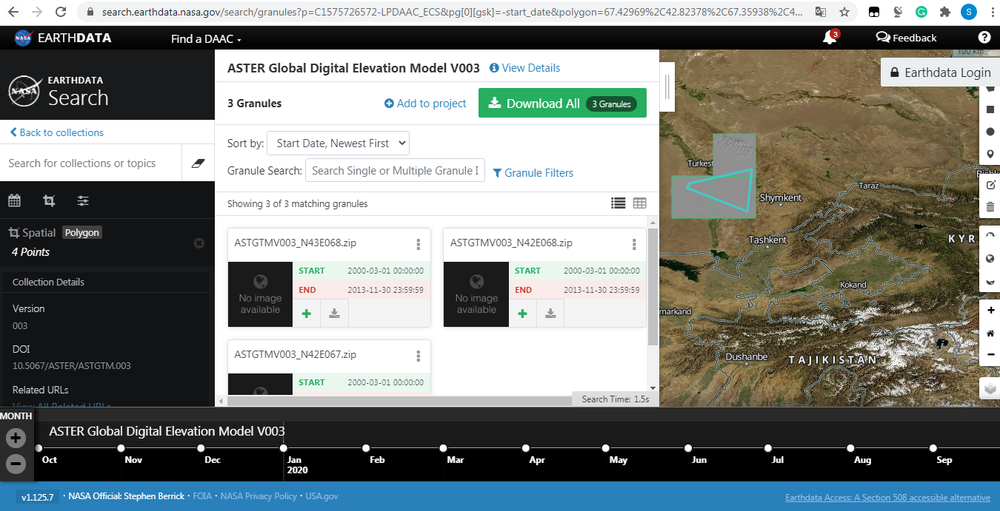 search.earthdata.nasa.gov/search/granules?p=C1575726572-LPDAAC_ECS&pg[0][gsk]=-start_date&polygon=67.42969%2C42.82378%2C67.35938%2C4...
S
NASA EARTHDATA
Find a DAAC
3
Feedback
?
NASA
EARTHDATA
Search
Back to collections
Search for collections or topics
Spatial Polygon
4 Points
Collection Details
Version
003
DOI
10.5067/ASTER/ASTGTM.003
Related URLs
View All Related URLs
ASTER Global Digital Elevation Model V003
View Details
3 Granules
Add to project
Download All 3 Granules
Sort by: Start Date, Newest First
Granule Search: Search Single or Multiple Granule I
Granule Filters
Showing 3 of 3 matching granules
ASTGTMV003_N43E068.zip
No image
available
START 2000-03-01 00:00:00
END 2013-11-30 23:59:59
ASTGTMV003_N42E068.zip
No image
available
START 2000-03-01 00:00:00
END 2013-11-30 23:59:59
ASTGTMV003_N42E067.zip
START 2000-03-01 00:00:00
Search Time: 1.5s
100 km
Earthdata Login
Turkest
Taraz
Shymkent
Tashkent
KYR
Kokand
markand
Dushanbe
TAJIKISTAN
MONTH
ASTER Global Digital Elevation Model V003
Oct
Nov
Dec
Jan
2020
Feb
Mar
Apr
May
Jun
Jul
Aug
Sep
v1.125.7 • NASA Official: Stephen Berrick • FOIA • NASA Privacy Policy • USA.gov
Earthdata Access: A Section 508 accessible alternative